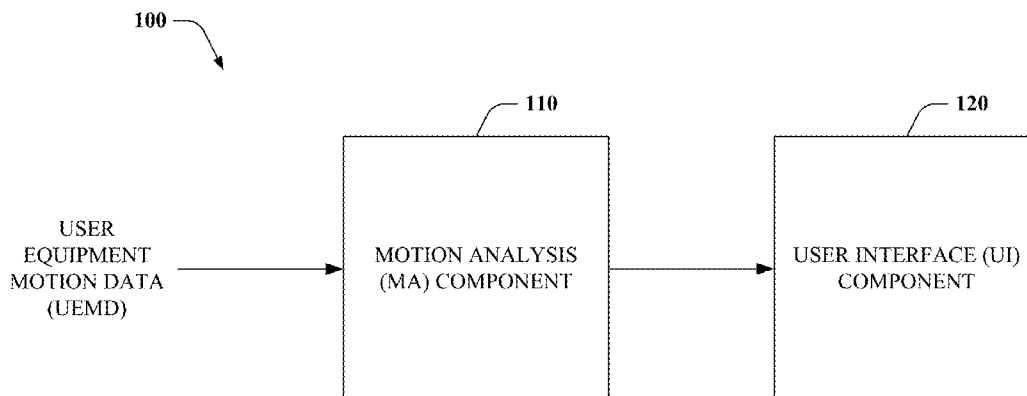 100
110
120
USER
EQUIPMENT
MOTION DATA
(UEMD)
MOTION ANALYSIS
(MA) COMPONENT
USER INTERFACE (UI)
COMPONENT